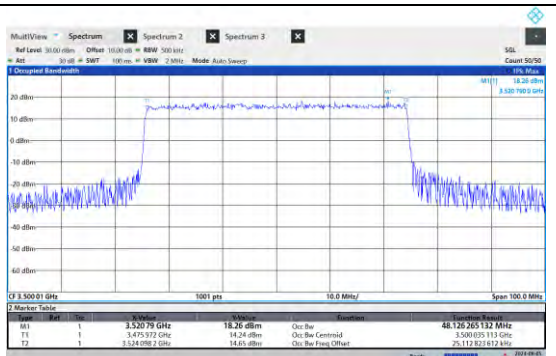 MultiView Spectrum Spectrum 2 Spectrum 3
Ref Level 30.00 dBm Offset 10.00 dB RBW 500 kHz SGL
Att 30 dB SWT 100 ms VBW 2 MHz Mode Auto Sweep Count 50/50
1 Occupied Bandwidth 1Pk Max
M1[1] 18.26 dBm
3.520 790 0 GHz
M1
T1
T2
20 dBm
0 dBm
-10 dBm
-20 dBm
-40 dBm
-50 dBm
-60 dBm
CF 3.500 01 GHz 1001 pts 10.0 MHz/ Span 100.0 MHz
2 Marker Table
Type Ref Trc X-Value Y-Value Function Function Result
M1 1 3.52079 GHz 18.26 dBm Occ Bw 48.126 265 132 MHz
T1 1 3.475 972 GHz 14.24 dBm Occ Bw Centroid 3.500 035 113 GHz
T2 1 3.524 098 2 GHz 14.65 dBm Occ Bw Freq Offset 25.112 823 612 kHz